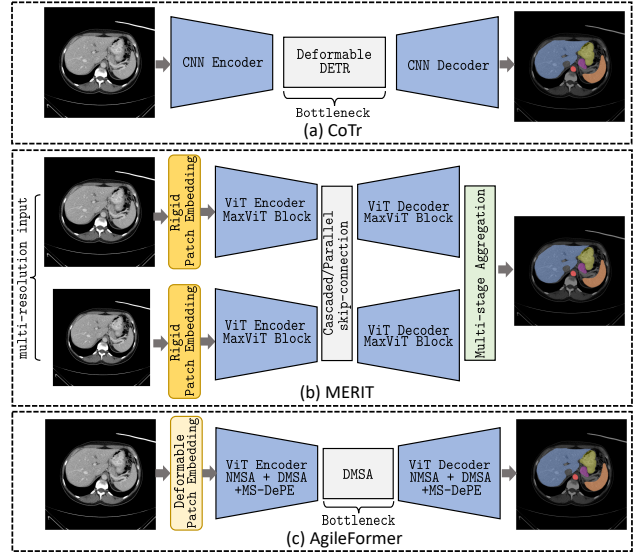 CNN Encoder
Deformable
DETR
CNN Decoder
Bottleneck
(a) CoTr
multi-resolution input
Rigid
Patch Embedding
ViT Encoder
MaxViT Block
Cascaded/Parallel
skip-connection
ViT Decoder
MaxViT Block
Multi-stage Aggregation
Rigid
Patch Embedding
ViT Encoder
MaxViT Block
ViT Decoder
MaxViT Block
(b) MERIT
Deformable
Patch Embedding
ViT Encoder
NMSA + DMSA
+MS-DePE
DMSA
ViT Decoder
NMSA + DMSA
+MS-DePE
Bottleneck
(c) AgileFormer